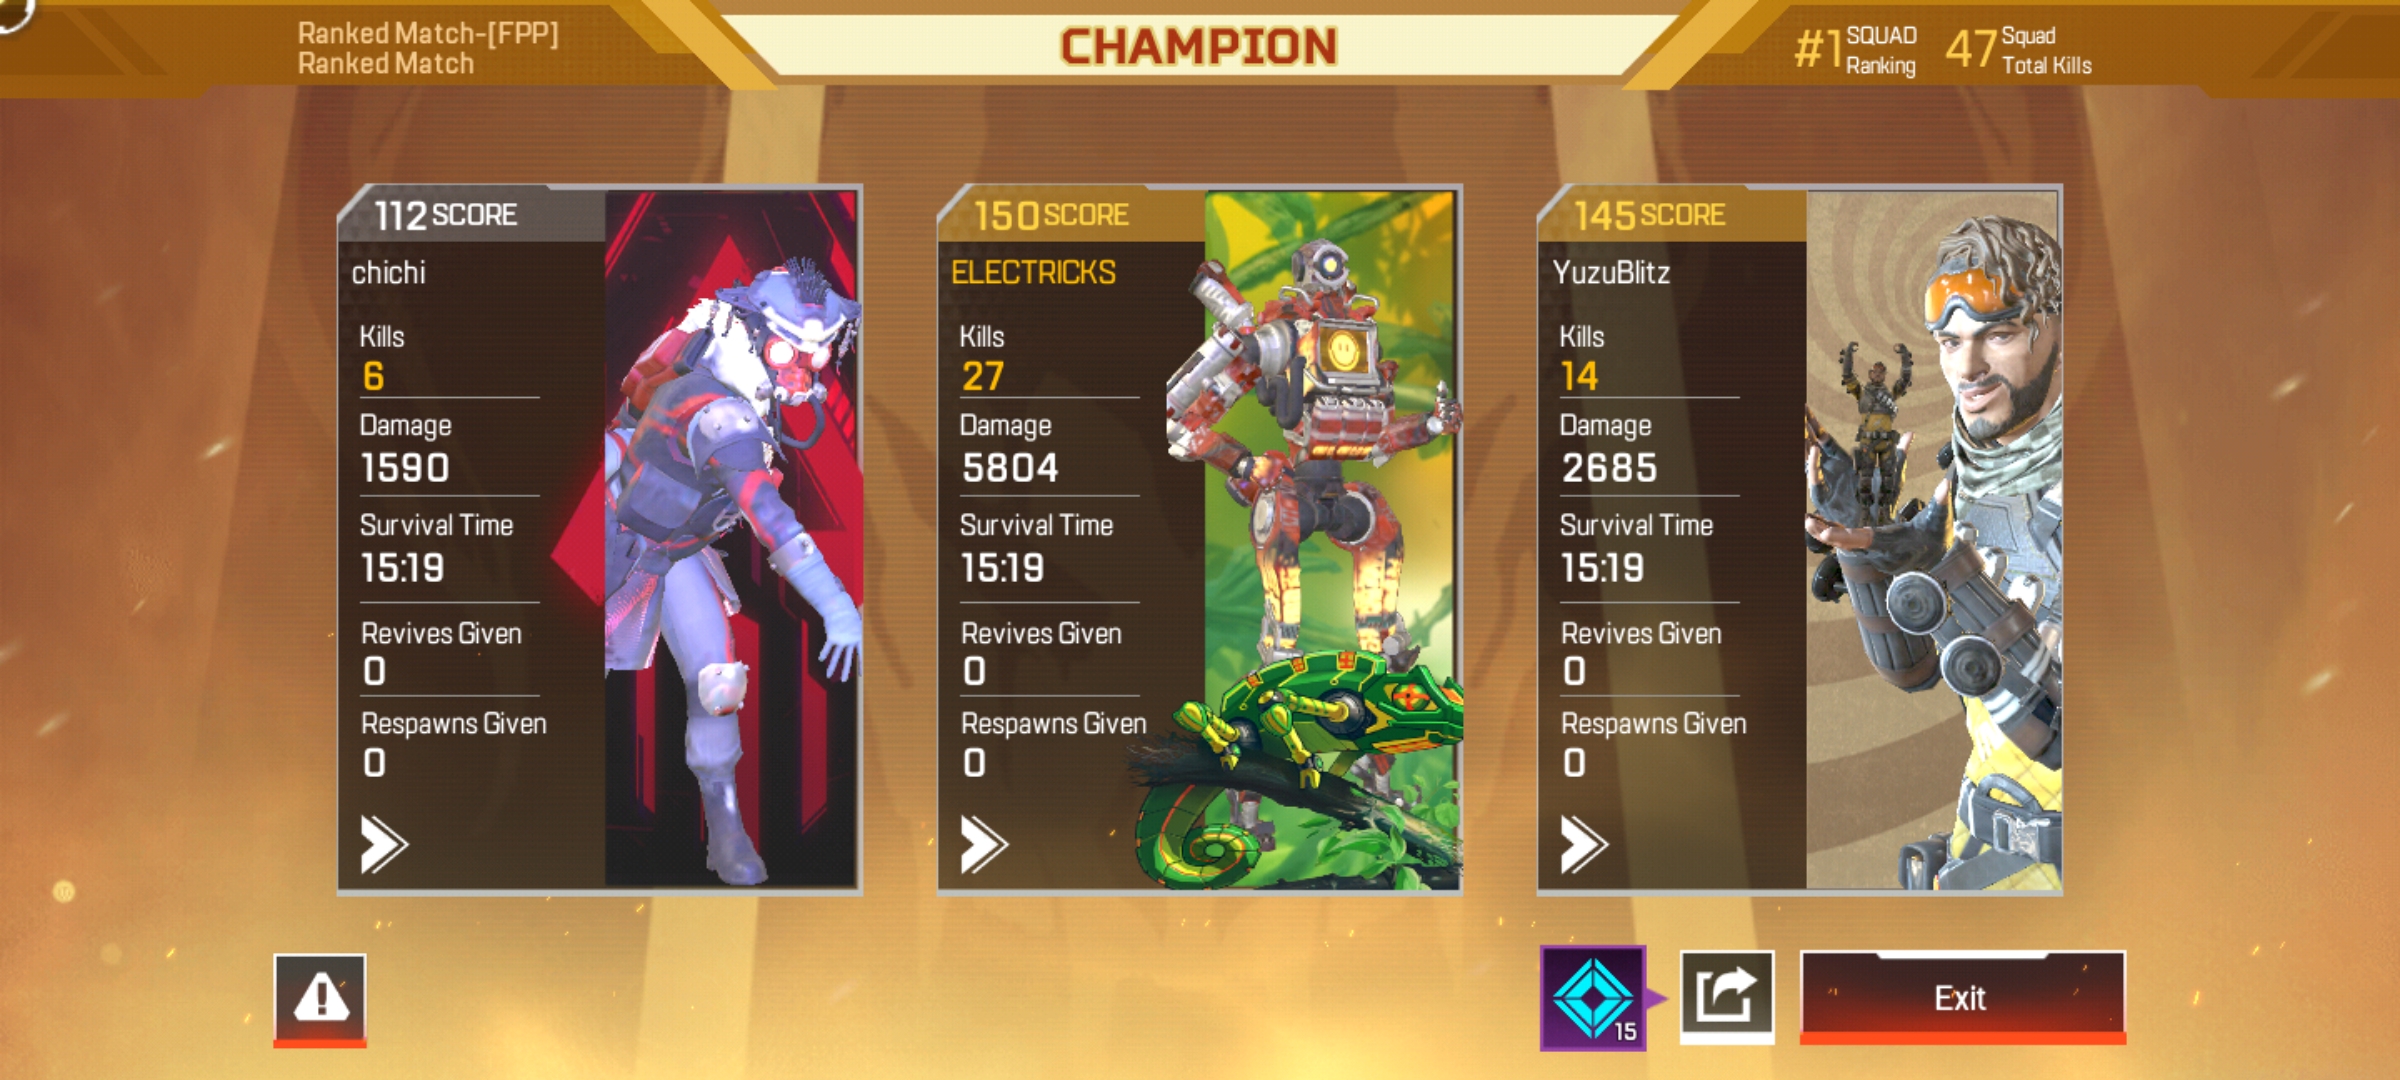 Ranked Match-[FPP]
Ranked Match
CHAMPION
#1 SQUAD Ranking
47 Squad Total Kills
112 SCORE
chichi
Kills
6
Damage
1590
Survival Time
15:19
Revives Given
0
Respawns Given
0
150 SCORE
ELECTRICKS
Kills
27
Damage
5804
Survival Time
15:19
Revives Given
0
Respawns Given
0
145 SCORE
YuzuBlitz
Kills
14
Damage
2685
Survival Time
15:19
Revives Given
0
Respawns Given
0
15
Exit